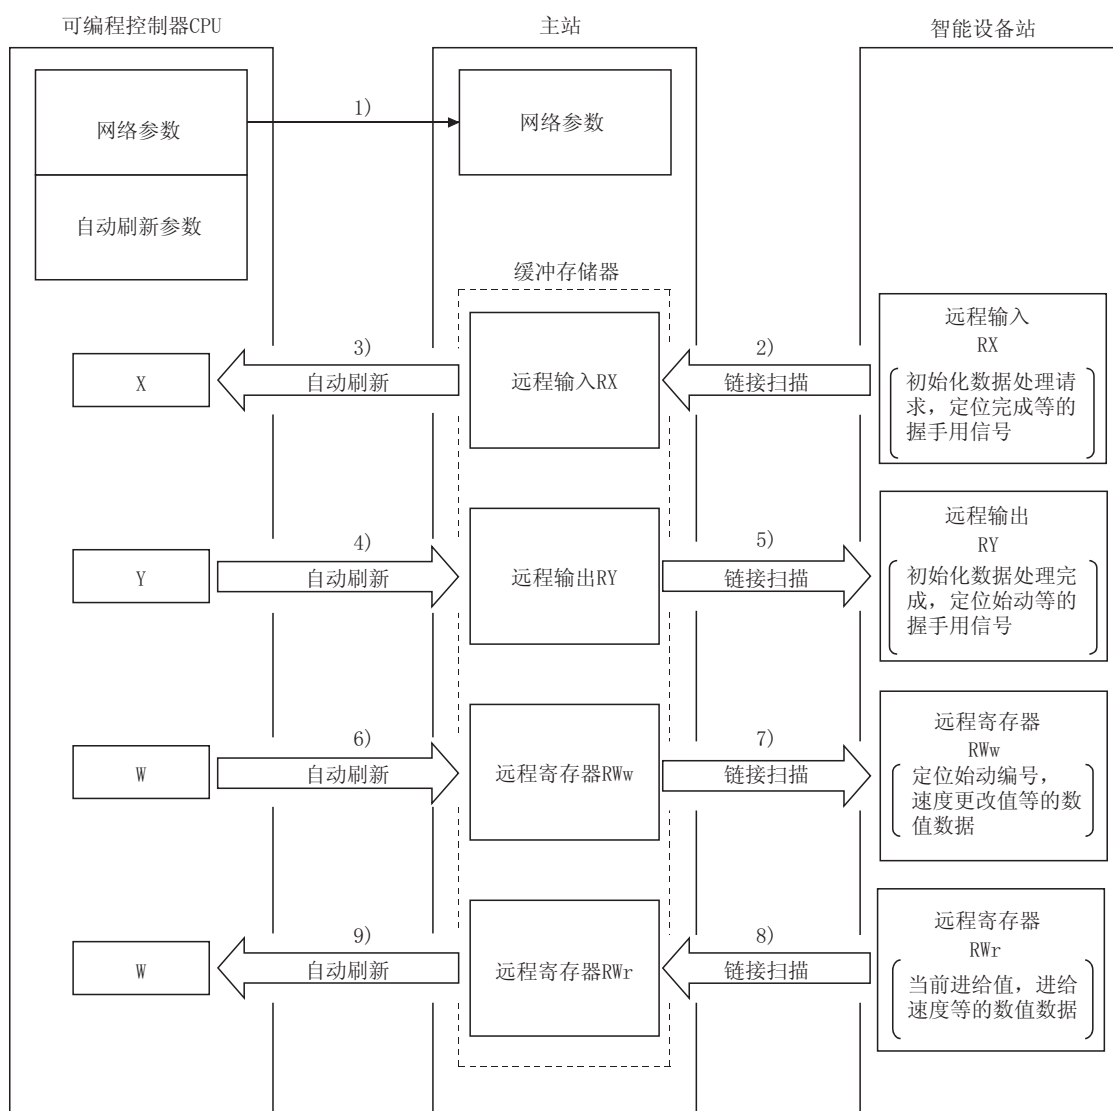 可编程控制器CPU
主站
智能设备站
网络参数
1)
网络参数
自动刷新参数
缓冲存储器
X
3)
自动刷新
远程输入RX
2)
链接扫描
远程输入
RX
初始化数据处理请
求，定位完成等的
握手用信号
Y
4)
自动刷新
远程输出RY
5)
链接扫描
远程输出
RY
初始化数据处理完
成，定位始动等的
握手用信号
W
6)
自动刷新
远程寄存器RWw
7)
链接扫描
远程寄存器
RWw
定位始动编号，
速度更改值等的数
值数据
W
9)
自动刷新
远程寄存器RWr
8)
链接扫描
远程寄存器
RWr
当前进给值，进给
速度等的数值数据